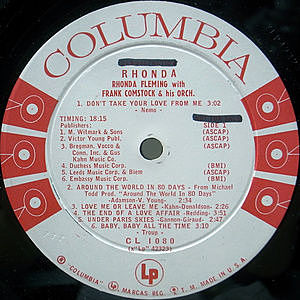 COLUMBIA
RHONDA
RHONDA FLEMING with
FRANK COMSTOCK & his ORCH.
1. DON'T TAKE YOUR LOVE FROM ME 3:02
- Nemo -
TIMING: 18:15
Publishers: SIDE 1
1. M. Witmark & Sons (ASCAP)
2. Victor Young Publ. (ASCAP)
3. Bregman, Vocco &
Conn, Inc. & Gus
Kahn Music Co. (ASCAP)
4. Duchess Music Corp. (BMI)
5. Leeds Music Corp. & Biem (ASCAP)
6. Embassy Music Corp. (BMI)
2. AROUND THE WORLD IN 80 DAYS - From Michael
Todd Prod. "Around The World In 80 Days"
-Adamson-V. Young- 2:34
3. LOVE ME OR LEAVE ME -Kahn-Donaldson- 2:26
4. THE END OF A LOVE AFFAIR -Redding- 3:51
5. UNDER PARIS SKIES -Gannon-Giraud- 2:47
6. BABY, BABY ALL THE TIME 3:10
- Troup -
CL 1080
(x"Lp" 42323)
Lp
"COLUMBIA" MARCAS REG. T.M. MADE IN U.S.A.